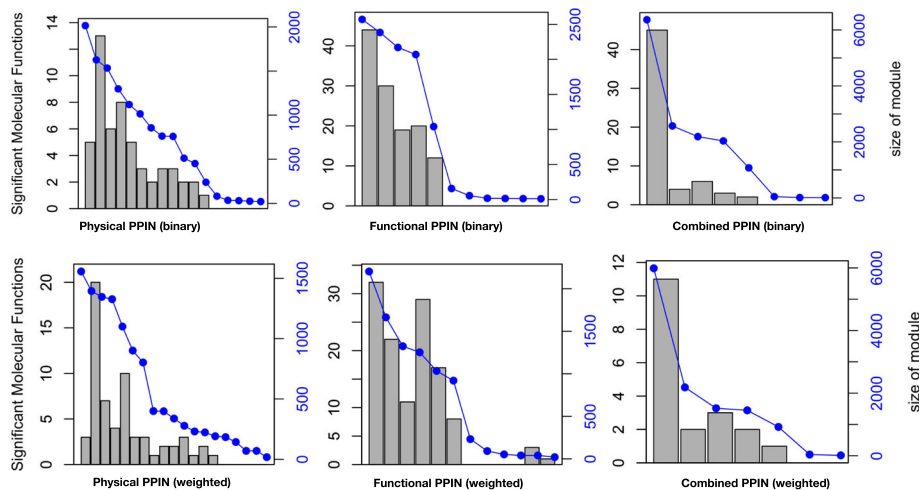 Significant Molecular Functions
0 2 4 6 8 10 12 14
0 500 1000 2000
Physical PPIN (binary)
0 10 20 30 40
0 500 1500 2500
Functional PPIN (binary)
0 10 20 30 40
0 2000 4000 6000
size of module
Combined PPIN (binary)
Significant Molecular Functions
0 5 10 15 20
0 500 1000 1500
Physical PPIN (weighted)
0 5 10 20 30
0 500 1500
Functional PPIN (weighted)
0 2 4 6 8 10 12
0 2000 4000 6000
size of module
Combined PPIN (weighted)